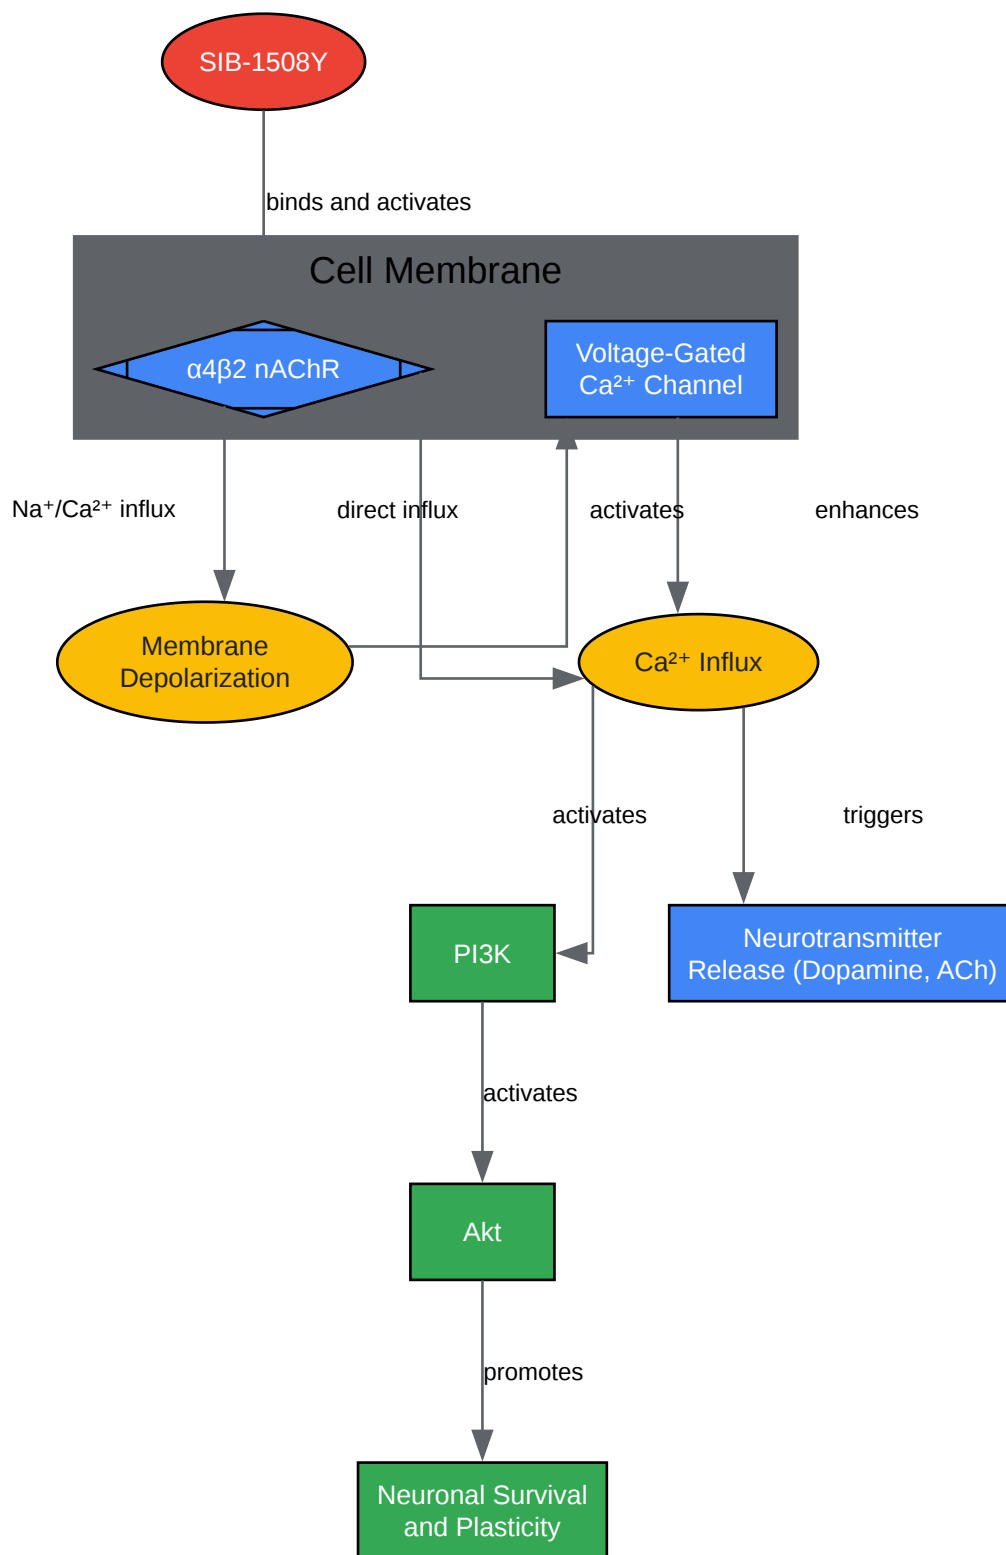 SIB-1508Y
binds and activates
Cell Membrane
α4β2 nAChR
Voltage-Gated
Ca²⁺ Channel
Na⁺/Ca²⁺ influx
direct influx
activates
enhances
Membrane
Depolarization
Ca²⁺ Influx
activates
triggers
PI3K
Neurotransmitter
Release (Dopamine, ACh)
activates
Akt
promotes
Neuronal Survival
and Plasticity